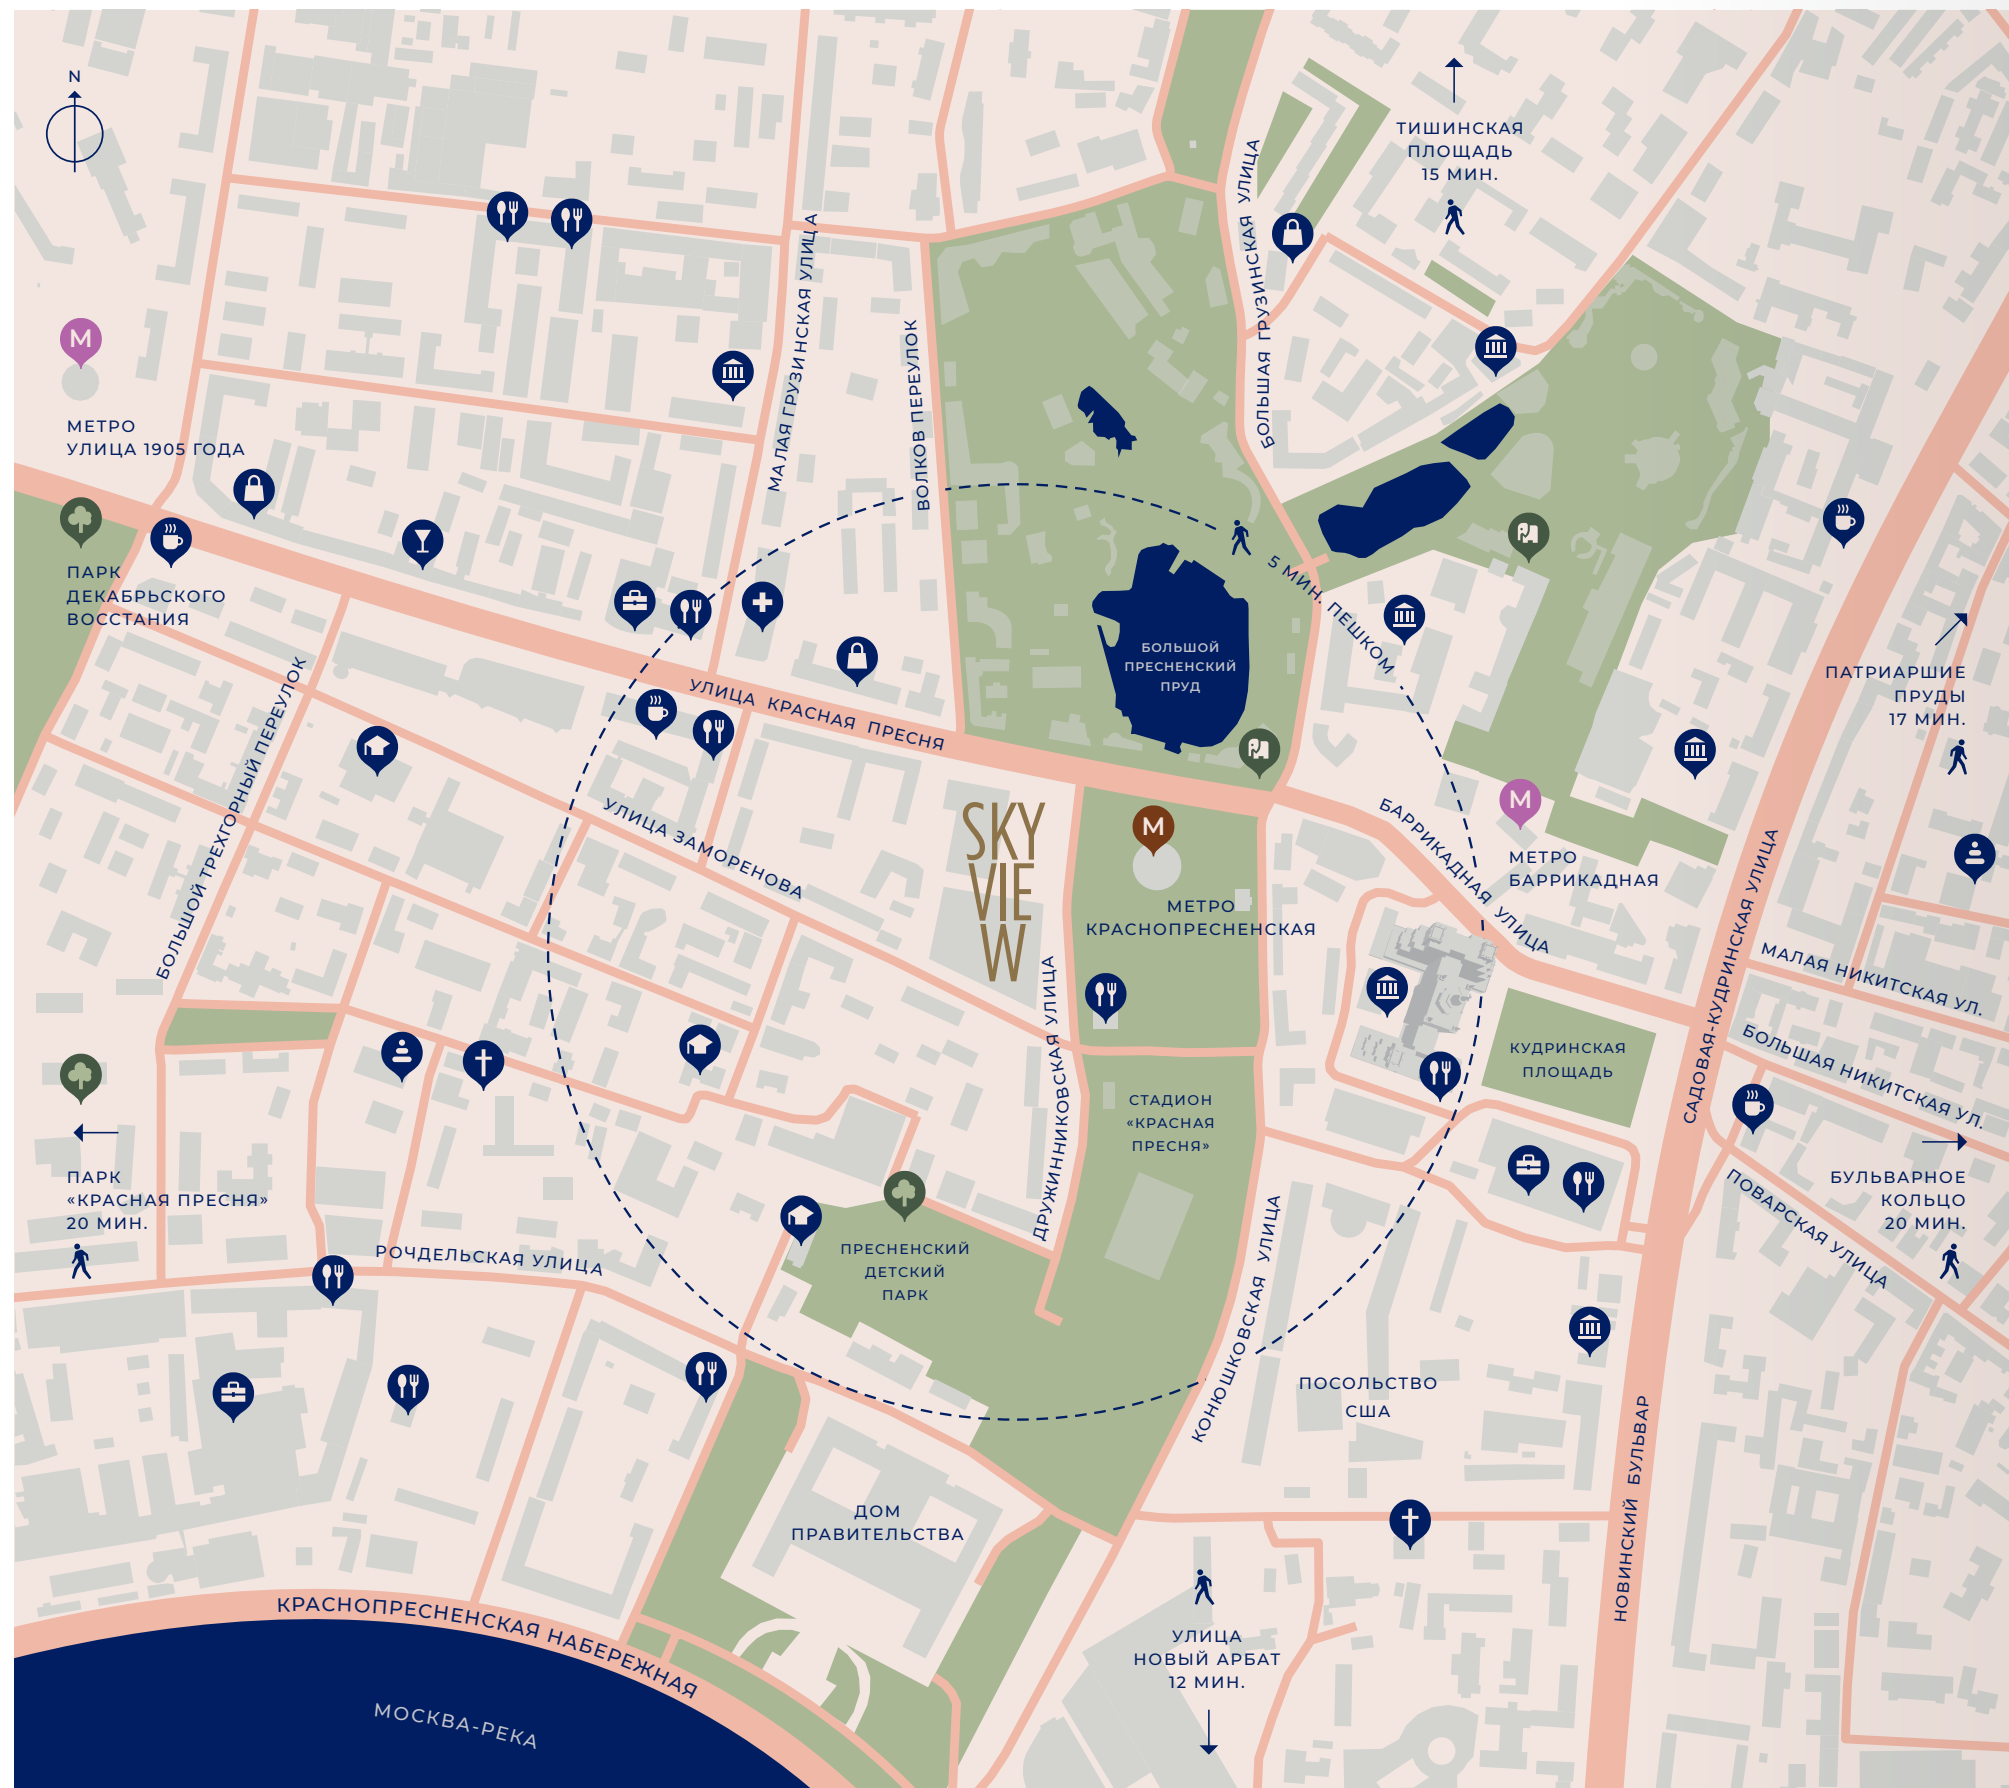 N
ТИШИНСКАЯ
ПЛОЩАДЬ
15 МИН.
МАЛАЯ ГРУЗИНСКАЯ УЛИЦА
ВОЛКОВ ПЕРЕУЛОК
БОЛЬШАЯ ГРУЗИНСКАЯ УЛИЦА
M
МЕТРО
УЛИЦА 1905 ГОДА
ПАРК
ДЕКАБРЬСКОГО
ВОССТАНИЯ
5 МИН. ПЕШКОМ
БОЛЬШОЙ
ПРЕСНЕНСКИЙ
ПРУД
ПАТРИАРШИЕ
ПРУДЫ
17 МИН.
УЛИЦА КРАСНАЯ ПРЕСНЯ
БОЛЬШОЙ ТРЕХГОРНЫЙ ПЕРЕУЛОК
УЛИЦА ЗАМОРЕНОВА
SKY
VIE
W
M
МЕТРО
КРАСНОПРЕСНЕНСКАЯ
M
МЕТРО
БАРРИКАДНАЯ
БАРРИКАДНАЯ УЛИЦА
САДОВАЯ-КУДРИНСКАЯ УЛИЦА
МАЛАЯ НИКИТСКАЯ УЛ.
БОЛЬШАЯ НИКИТСКАЯ УЛ.
КУДРИНСКАЯ
ПЛОЩАДЬ
ДРУЖИННИКОВСКАЯ УЛИЦА
СТАДИОН
«КРАСНАЯ
ПРЕСНЯ»
ПАРК
«КРАСНАЯ ПРЕСНЯ»
20 МИН.
БУЛЬВАРНОЕ
КОЛЬЦО
20 МИН.
ПОВАРСКАЯ УЛИЦА
РОЧДЕЛЬСКАЯ УЛИЦА
ПРЕСНЕНСКИЙ
ДЕТСКИЙ
ПАРК
КОНЮШКОВСКАЯ УЛИЦА
ПОСОЛЬСТВО
США
НОВИНСКИЙ БУЛЬВАР
ДОМ
ПРАВИТЕЛЬСТВА
КРАСНОПРЕСНЕНСКАЯ НАБЕРЕЖНАЯ
УЛИЦА
НОВЫЙ АРБАТ
12 МИН.
МОСКВА-РЕКА